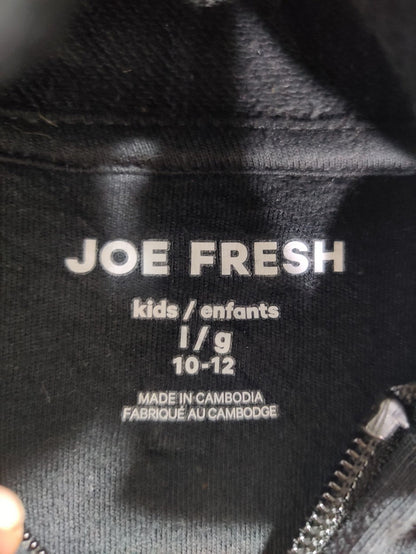 JOE FRESH
kids / enfants
l / g
10-12
MADE IN CAMBODIA
FABRIQUÉ AU CAMBODGE